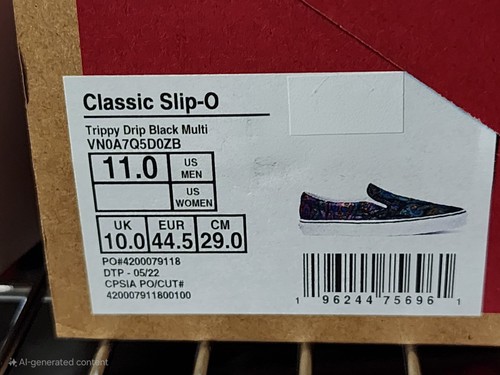 Classic Slip-O
Trippy Drip Black Multi
VN0A7Q5D0ZB
11.0 US MEN
US WOMEN
UK EUR CM
10.0 44.5 29.0
PO#4200079118
DTP - 05/22
CPSIA PO/CUT#
420007911800100
1 96244 75696 1
AI-generated content